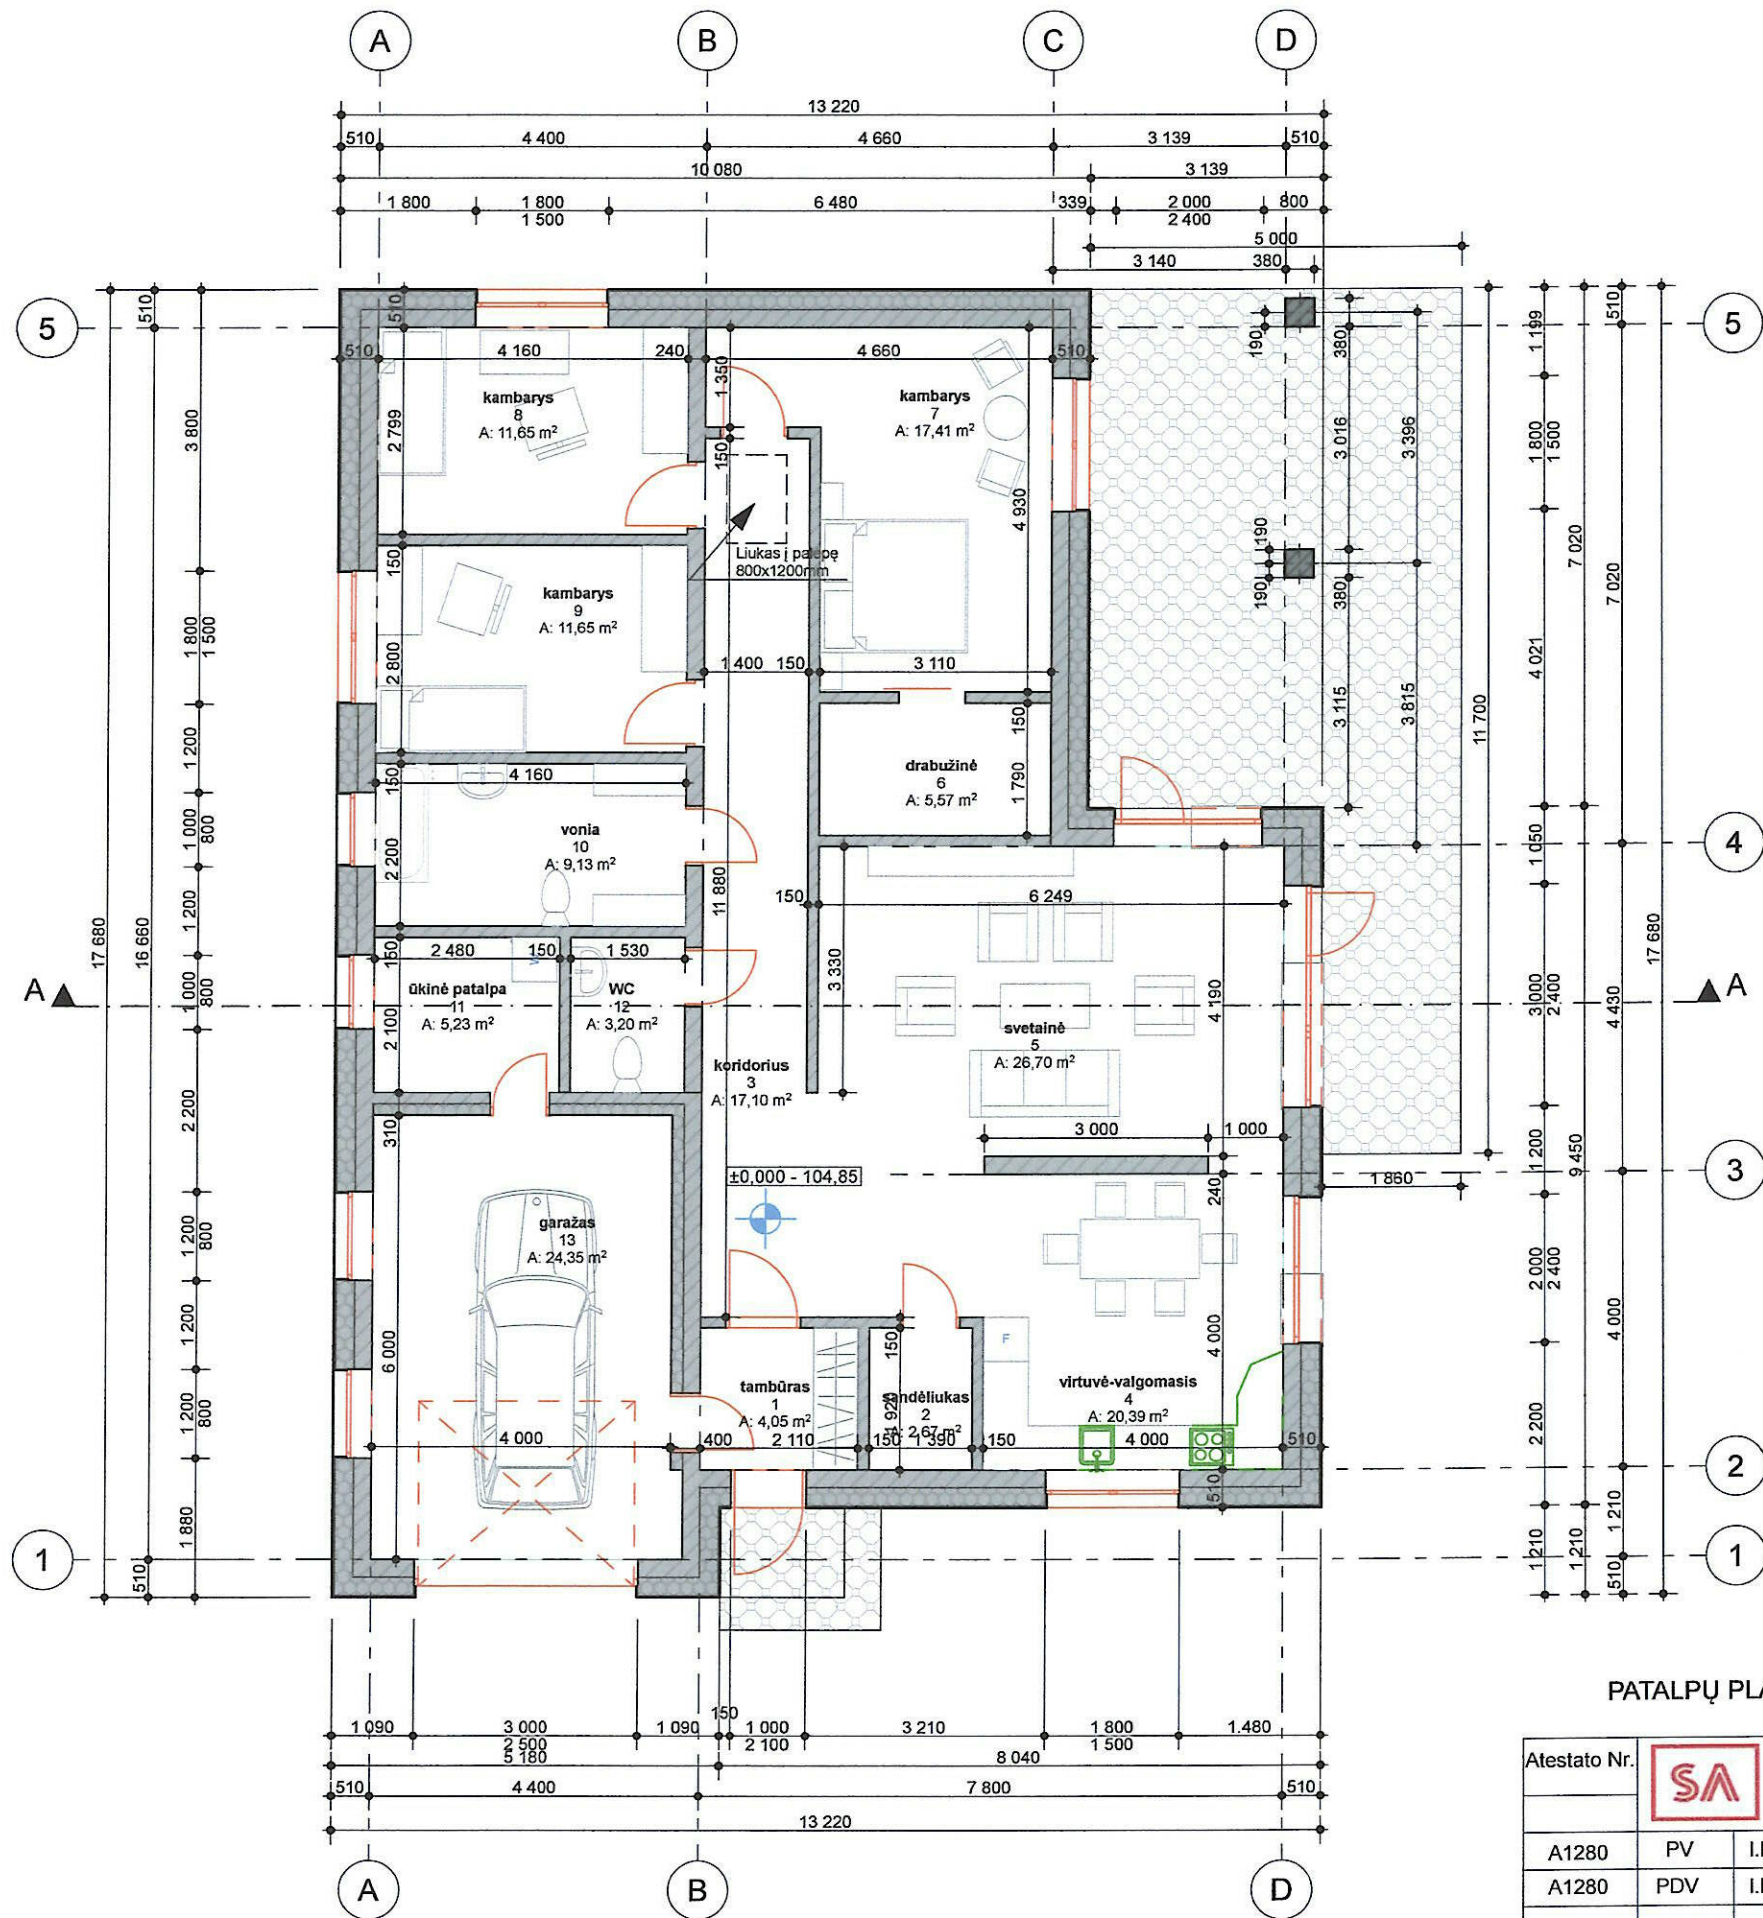 A B C D
13 220
510 4 400 4 660 3 139 510
10 080 3 139
1 800 1 800 6 480 339 2 000 800
1 500 2 400
5 000
3 140 380
5 5
510 4 160 240 4 660 510
510
1 350
190
380
510
1 199
510
510
3 800
kambarys
8
A: 11,65 m²
kambarys
7
A: 17,41 m²
2 799
150
4 930
3 016
3 396
1 800
1 500
7 020
7 020
Liukas į palėpę
800x1200mm
190
190
380
150
kambarys
9
A: 11,65 m²
1 800
1 500
2 800
1 400 150 3 110
4 021
3 115
3 815
11 700
1 200
150
4 160
150
drabužinė
6
A: 5,57 m²
1 790
1 000
800
vonia
10
A: 9,13 m²
2 200
1 050
4
11 880
1 200
150 6 249
17 680
16 660
17 680
150
2 480 150 1 530
3 330
A A
1 000
800
ūkinė patalpa
11
A: 5,23 m²
WC
12
A: 3,20 m²
2 100
4 190
3 000
2 400
4 430
svetainė
5
A: 26,70 m²
koridorius
3
A: 17,10 m²
2 200
310
3 000 1 000
1 200
9 450
3
±0,000 - 104,85
240
1 860
garažas
13
A: 24,35 m²
1 200
800
2 000
2 400
1 200
6 000
150
F
4 000
4 000
tambūras
1
A: 4,05 m²
2
A: 2,67 m²
1 920
virtuvė-valgomasis
4
A: 20,39 m²
1 200
800
2 200
4 000 400 2 110 150 1 390 150 4 000 510
2
510
1 880
1 210
1 210
1 210
1 1
510
510
150
1 090 3 000 1 090 1 000 3 210 1 800 1.480
2 500 2 100 1 500
5 180 8 040
510 4 400 7 800 510
13 220
A B D
PATALPŲ PLA
Atestato Nr. SA
A1280 PV I.
A1280 PDV I.